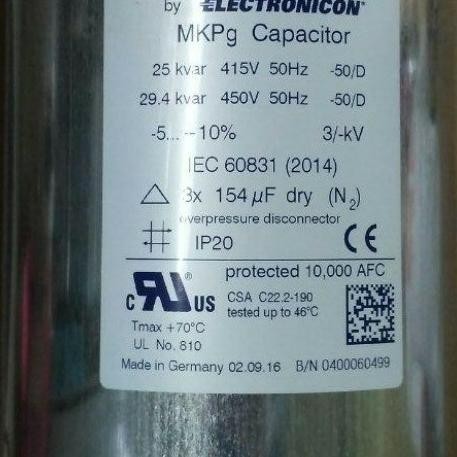 by ELECTRONICON®
MKPg Capacitor
25 kvar 415V 50Hz -50/D
29.4 kvar 450V 50Hz -50/D
-5...--10% 3/-kV
IEC 60831 (2014)
3x 154 µF dry (N2)
overpressure disconnector
IP20 CE
protected 10,000 AFC
c RU® US CSA C22.2-190
tested up to 46°C
Tmax +70°C
UL No. 810
Made in Germany 02.09.16 B/N 0400060499